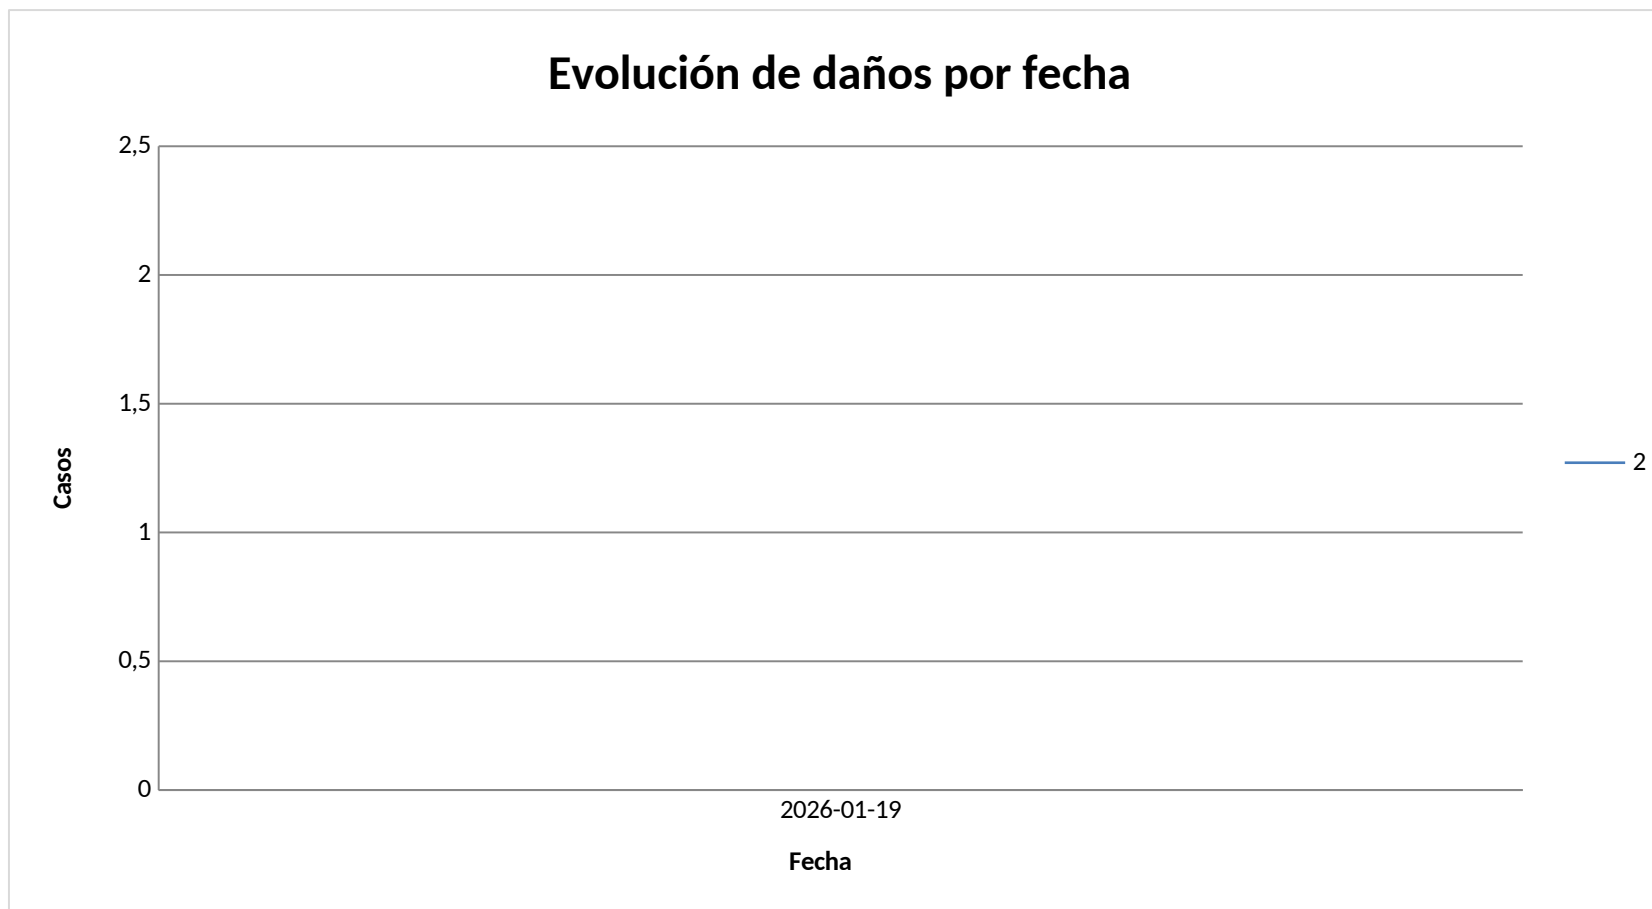 Evolución de daños por fecha
2,5
2
1,5
1
0,5
0
Casos
2026-01-19
Fecha
2